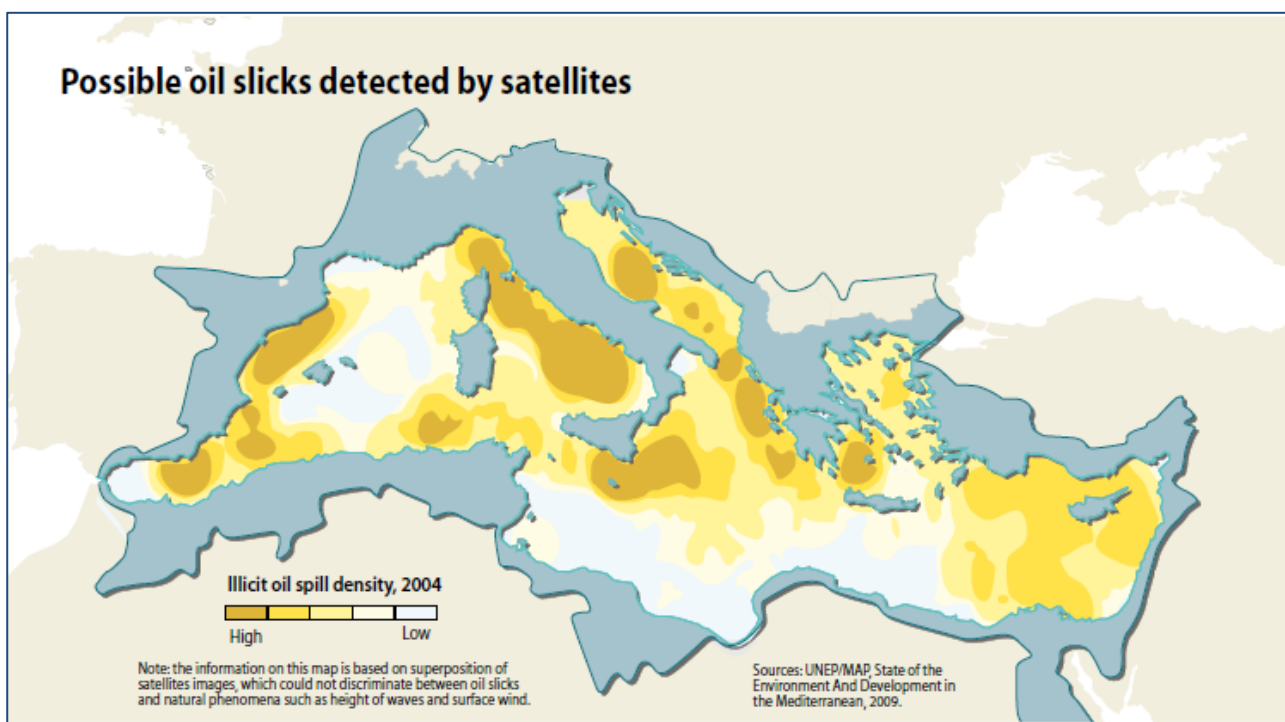 Possible oil slicks detected by satellites
Illicit oil spill density, 2004
High
Low
Note: the information on this map is based on superposition of
satellites images, which could not discriminate between oil slicks
and natural phenomena such as height of waves and surface wind.
Sources: UNEP/MAP, State of the
Environment And Development in
the Mediterranean, 2009.